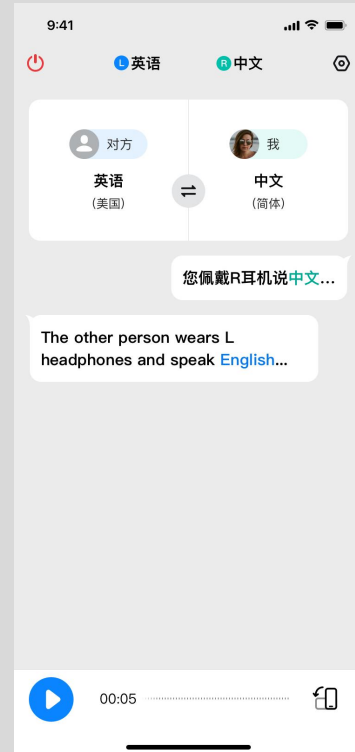 9:41
L 英语
R 中文
对方
我
英语
中文
(美国)
(简体)
您佩戴R耳机说中文...
The other person wears L
headphones and speak English...
00:05